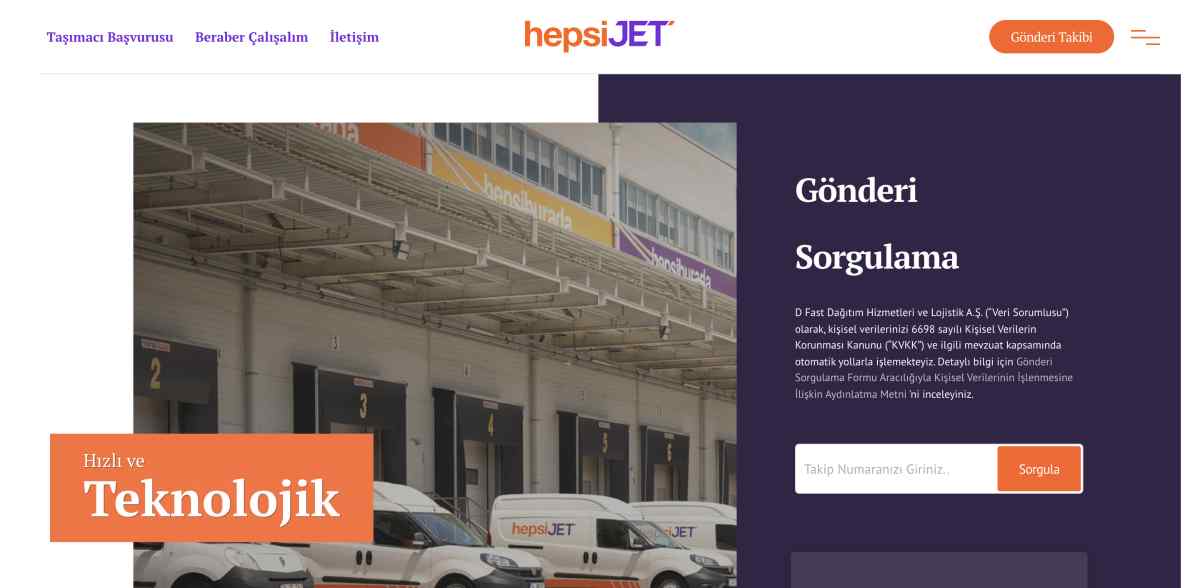 Taşımacı Başvurusu
Beraber Çalışalım
İletişim
hepsiJET
Gönderi Takibi
hepsiburada
hepsiburada
2
3
3
4
4
5
5
6
Hızlı ve
Teknolojik
hepsiJET
hepsiJET
Gönderi
Sorgulama
D Fast Dağıtım Hizmetleri ve Lojistik A.Ş. (“Veri Sorumlusu”)
olarak, kişisel verilerinizi 6698 sayılı Kişisel Verilerin
Korunması Kanunu (“KVKK”) ve ilgili mevzuat kapsamında
otomatik yollarla işlemekteyiz. Detaylı bilgi için Gönderi
Sorgulama Formu Aracılığıyla Kişisel Verilerinin İşlenmesine
İlişkin Aydınlatma Metni 'ni inceleyiniz.
Takip Numaranızı Giriniz..
Sorgula